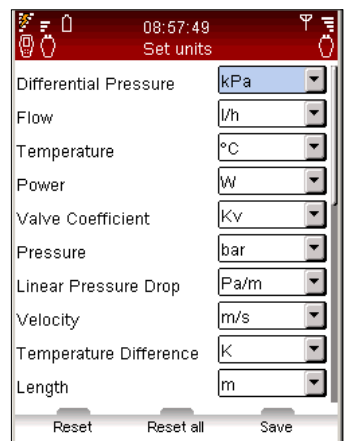 08:57:49
Set units
Differential Pressure kPa
Flow l/h
Temperature °C
Power W
Valve Coefficient Kv
Pressure bar
Linear Pressure Drop Pa/m
Velocity m/s
Temperature Difference K
Length m
Reset Reset all Save